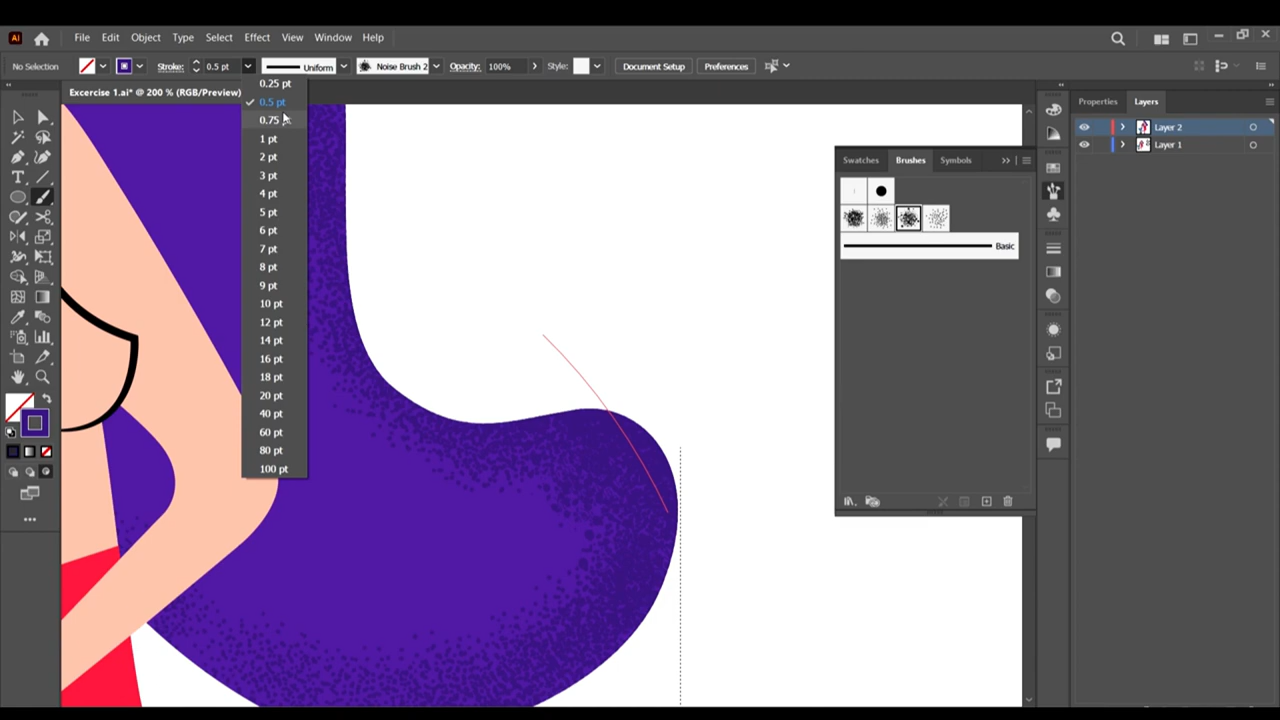 Ai File Edit Object Type Select Effect View Window Help
No Selection Stroke: 0.5 pt Uniform Noise Brush 2 Opacity: 100% Style: Document Setup Preferences
Excercise 1.ai* @ 200 % (RGB/Preview)
0.25 pt
0.5 pt
0.75
1 pt
2 pt
3 pt
4 pt
5 pt
6 pt
7 pt
8 pt
9 pt
10 pt
12 pt
14 pt
16 pt
18 pt
20 pt
40 pt
60 pt
80 pt
100 pt
Swatches Brushes Symbols
Basic
Properties Layers
Layer 2
Layer 1